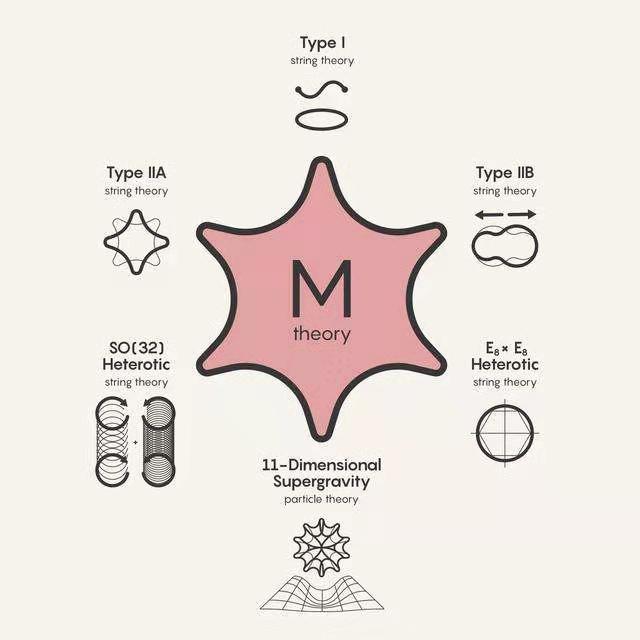 Type I
string theory
Type IIA
string theory
Type IIB
string theory
M
theory
SO(32)
Heterotic
string theory
E₈ × E₈
Heterotic
string theory
11-Dimensional
Supergravity
particle theory